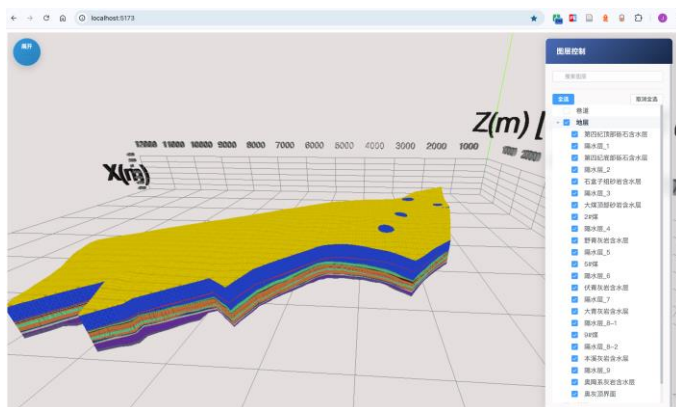 localhost:5173
展开
图层控制
搜索图层
全选
取消全选
巷道
地层
第四纪顶部砾石含水层
隔水层_1
第四纪底部砾石含水层
隔水层_2
石盒子组砂岩含水层
隔水层_3
大煤顶部砂岩含水层
2#煤
隔水层_4
野青灰岩含水层
隔水层_5
隔水层_6
伏青灰岩含水层
隔水层_7
大青灰岩含水层
隔水层_8-1
9#煤
隔水层_8-2
本溪灰岩含水层
隔水层_9
奥陶系灰岩含水层
奥灰顶界面
Z(m) [
12000 11000 10000 9000 8000 7000 6000 5000 4000 3000 2000 1000
X(m)